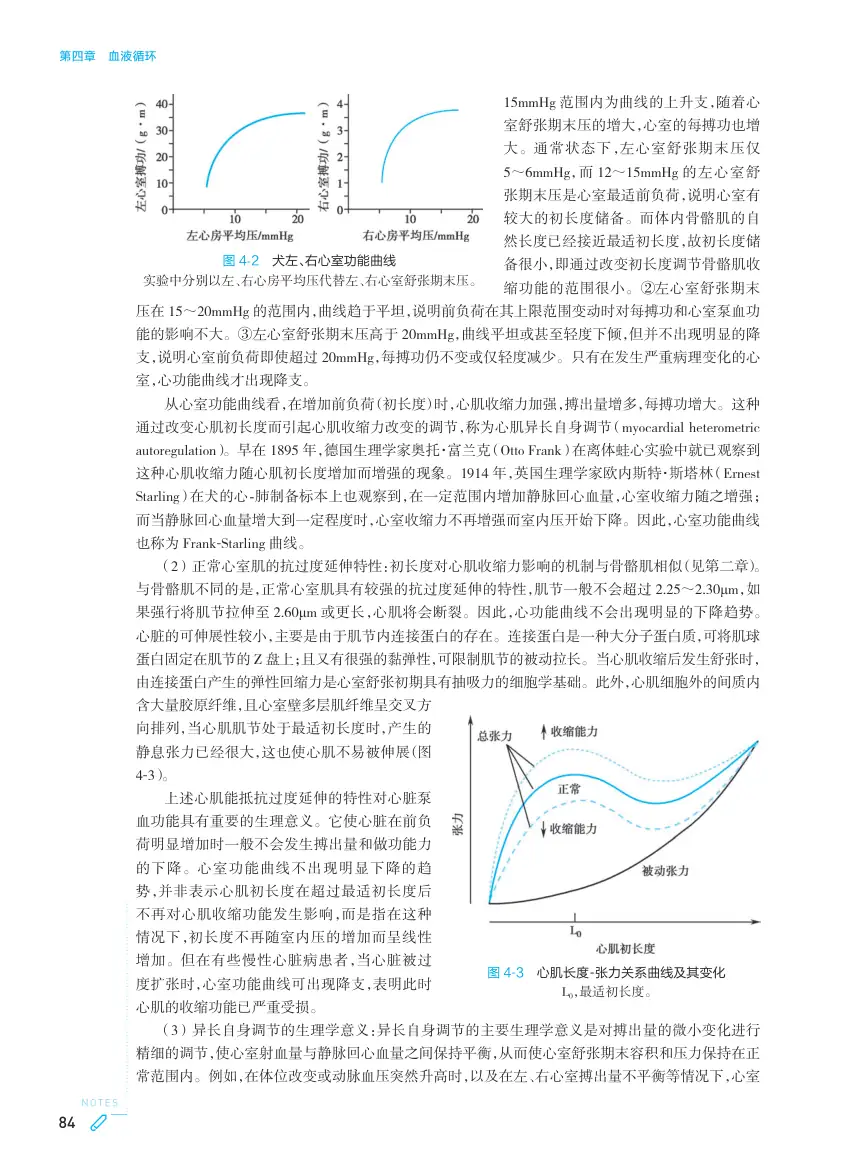 第四章 血液循环
左心室搏功/（g·m）
40
30
20
10
0
10
20
左心房平均压/mmHg
右心室搏功/（g·m）
4
3
2
1
0
10
20
右心房平均压/mmHg
图 4-2 犬左、右心室功能曲线
实验中分别以左、右心房平均压代替左、右心室舒张期末压。
15mmHg 范围内为曲线的上升支，随着心
室舒张期末压的增大，心室的每搏功也增
大。通常状态下，左心室舒张期末压仅
5～6mmHg，而 12～15mmHg 的左心室舒
张期末压是心室最适前负荷，说明心室有
较大的初长度储备。而体内骨骼肌的自
然长度已经接近最适初长度，故初长度储
备很小，即通过改变初长度调节骨骼肌收
缩功能的范围很小。②左心室舒张期末
压在 15～20mmHg 的范围内，曲线趋于平坦，说明前负荷在其上限范围变动时对每搏功和心室泵血功
能的影响不大。③左心室舒张期末压高于 20mmHg，曲线平坦或甚至轻度下倾，但并不出现明显的降
支，说明心室前负荷即使超过 20mmHg，每搏功仍不变或仅轻度减少。只有在发生严重病理变化的心
室，心功能曲线才出现降支。
从心室功能曲线看，在增加前负荷（初长度）时，心肌收缩力加强，搏出量增多，每搏功增大。这种
通过改变心肌初长度而引起心肌收缩力改变的调节，称为心肌异长自身调节（myocardial heterometric
autoregulation）。早在 1895 年，德国生理学家奥托·富兰克（Otto Frank）在离体蛙心实验中就已观察到
这种心肌收缩力随心肌初长度增加而增强的现象。1914 年，英国生理学家欧内斯特·斯塔林（Ernest
Starling）在犬的心-肺制备标本上也观察到，在一定范围内增加静脉回心血量，心室收缩力随之增强；
而当静脉回心血量增大到一定程度时，心室收缩力不再增强而室内压开始下降。因此，心室功能曲线
也称为 Frank-Starling 曲线。
（2）正常心室肌的抗过度延伸特性：初长度对心肌收缩力影响的机制与骨骼肌相似（见第二章）。
与骨骼肌不同的是，正常心室肌具有较强的抗过度延伸的特性，肌节一般不会超过 2.25～2.30μm，如
果强行将肌节拉伸至 2.60μm 或更长，心肌将会断裂。因此，心功能曲线不会出现明显的下降趋势。
心脏的可伸展性较小，主要是由于肌节内连接蛋白的存在。连接蛋白是一种大分子蛋白质，可将肌球
蛋白固定在肌节的 Z 盘上；且又有很强的黏弹性，可限制肌节的被动拉长。当心肌收缩后发生舒张时，
由连接蛋白产生的弹性回缩力是心室舒张初期具有抽吸力的细胞学基础。此外，心肌细胞外的间质内
含大量胶原纤维，且心室壁多层肌纤维呈交叉方
向排列，当心肌肌节处于最适初长度时，产生的
静息张力已经很大，这也使心肌不易被伸展（图
4-3）。
上述心肌能抵抗过度延伸的特性对心脏泵
血功能具有重要的生理意义。它使心脏在前负
荷明显增加时一般不会发生搏出量和做功能力
的下降。心室功能曲线不出现明显下降的趋
势，并非表示心肌初长度在超过最适初长度后
不再对心肌收缩功能发生影响，而是指在这种
情况下，初长度不再随室内压的增加而呈线性
增加。但在有些慢性心脏病患者，当心脏被过
度扩张时，心室功能曲线可出现降支，表明此时
心肌的收缩功能已严重受损。
总张力
收缩能力
正常
收缩能力
被动张力
张力
L₀
心肌初长度
图 4-3 心肌长度-张力关系曲线及其变化
L₀，最适初长度。
（3）异长自身调节的生理学意义：异长自身调节的主要生理学意义是对搏出量的微小变化进行
精细的调节，使心室射血量与静脉回心血量之间保持平衡，从而使心室舒张期末容积和压力保持在正
常范围内。例如，在体位改变或动脉血压突然升高时，以及在左、右心室搏出量不平衡等情况下，心室
NOTES
84